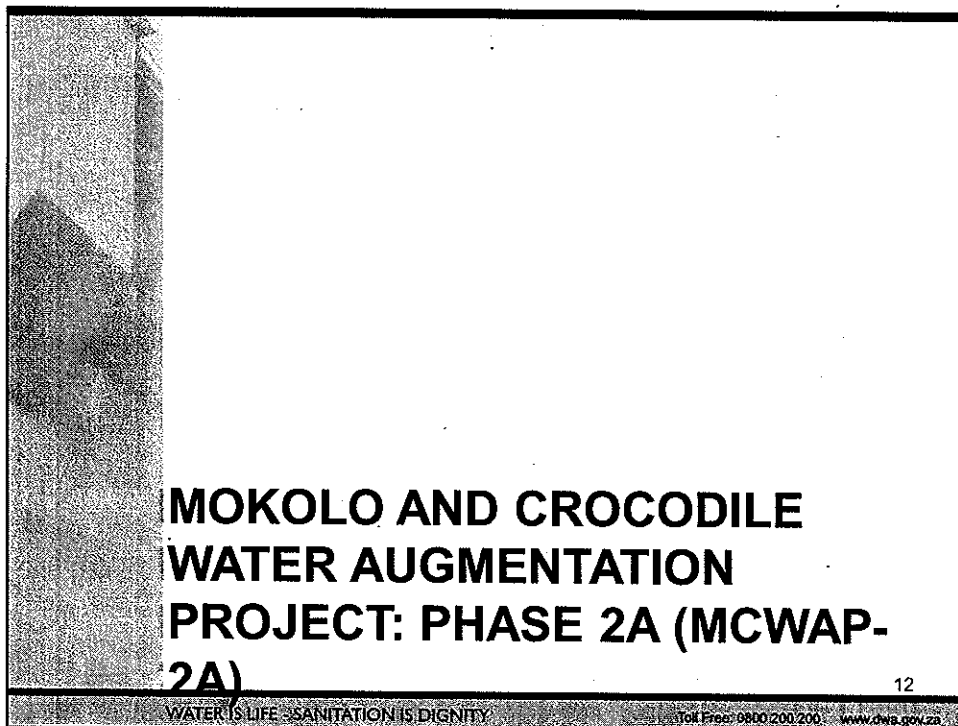 MOKOLO AND CROCODILE
WATER AUGMENTATION
PROJECT: PHASE 2A (MCWAP-
2A)
12
WATER IS LIFE - SANITATION IS DIGNITY
Toll Free: 0800 200 200 www.dwa.gov.za